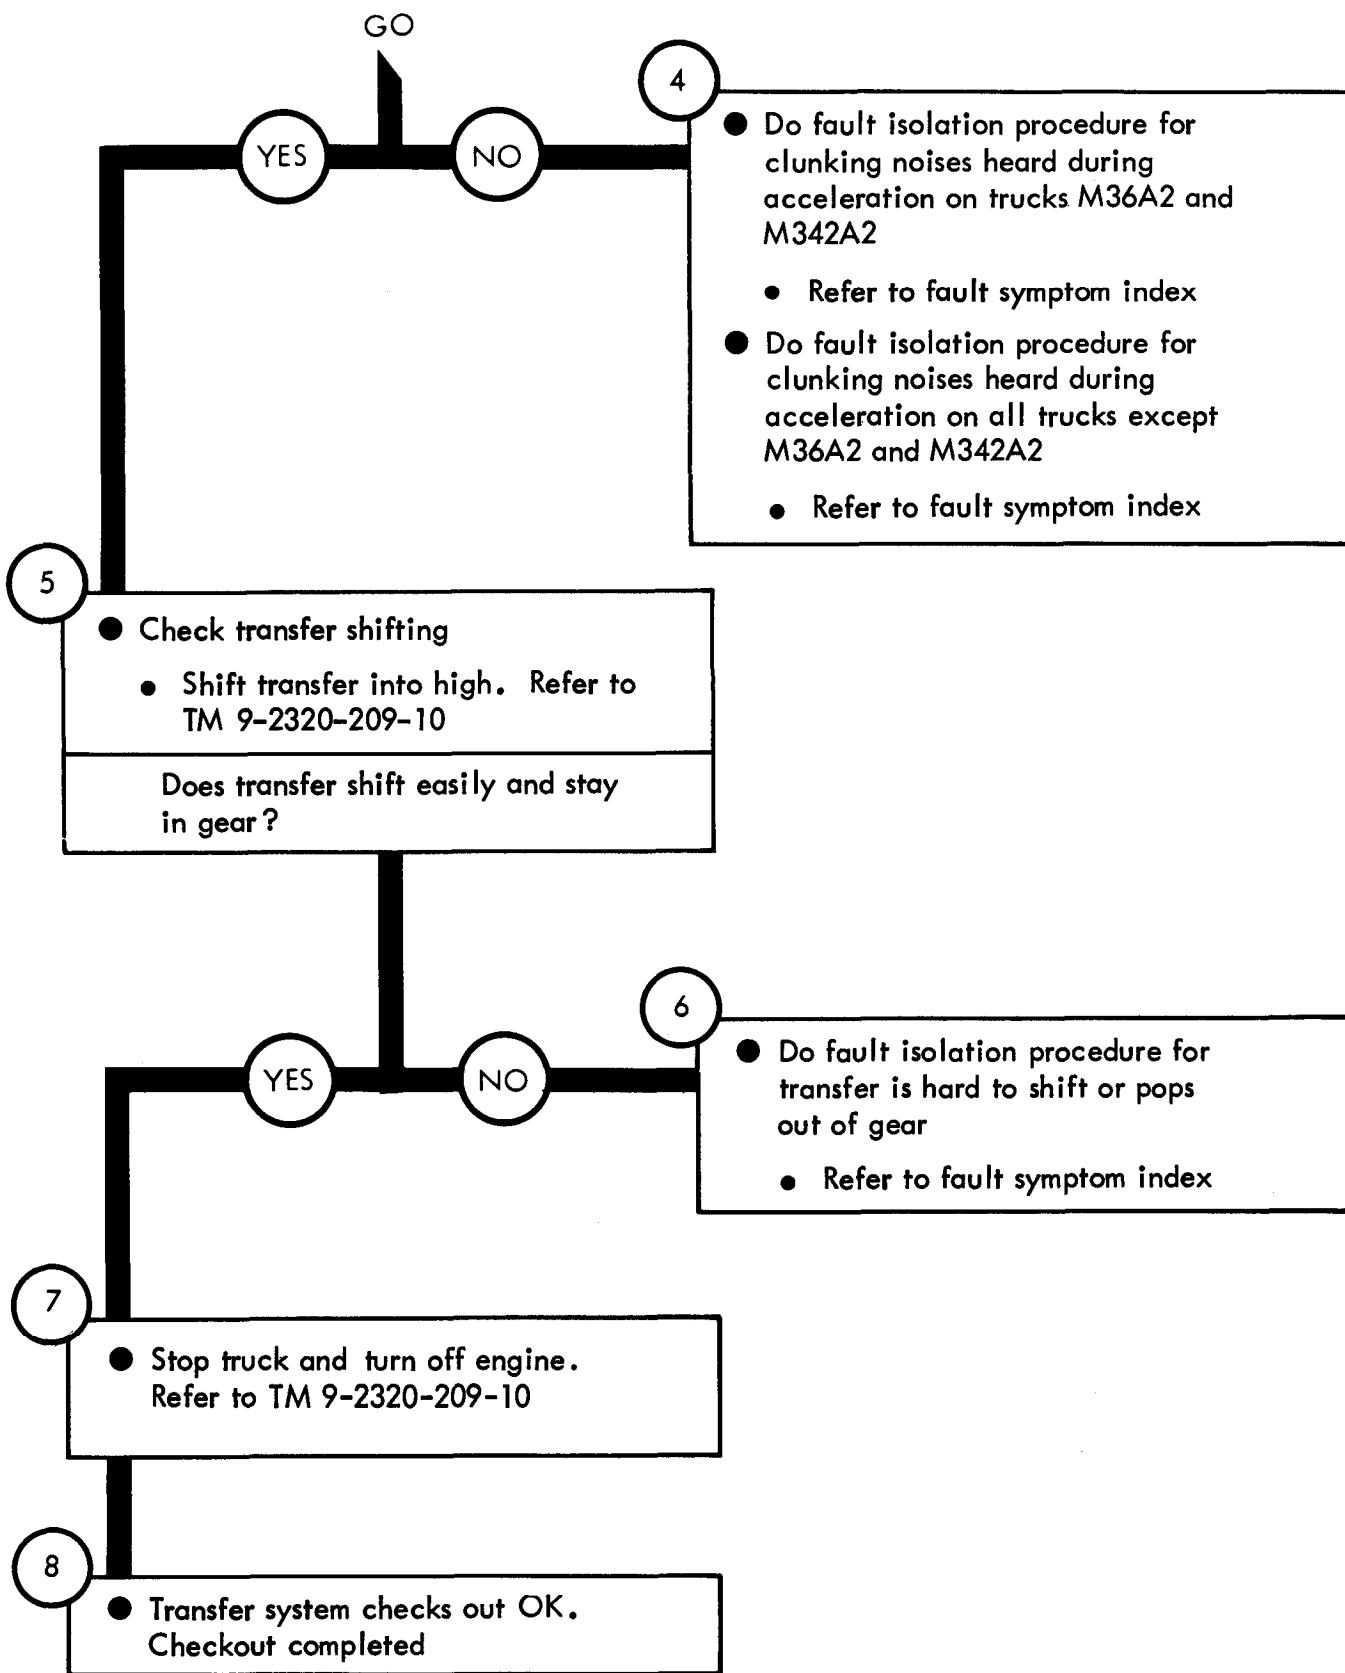 GO
YES
NO
4
● Do fault isolation procedure for
clunking noises heard during
acceleration on trucks M36A2 and
M342A2
● Refer to fault symptom index
● Do fault isolation procedure for
clunking noises heard during
acceleration on all trucks except
M36A2 and M342A2
● Refer to fault symptom index
5
● Check transfer shifting
● Shift transfer into high. Refer to
TM 9-2320-209-10
Does transfer shift easily and stay
in gear?
YES
NO
6
● Do fault isolation procedure for
transfer is hard to shift or pops
out of gear
● Refer to fault symptom index
7
● Stop truck and turn off engine.
Refer to TM 9-2320-209-10
8
● Transfer system checks out OK.
Checkout completed